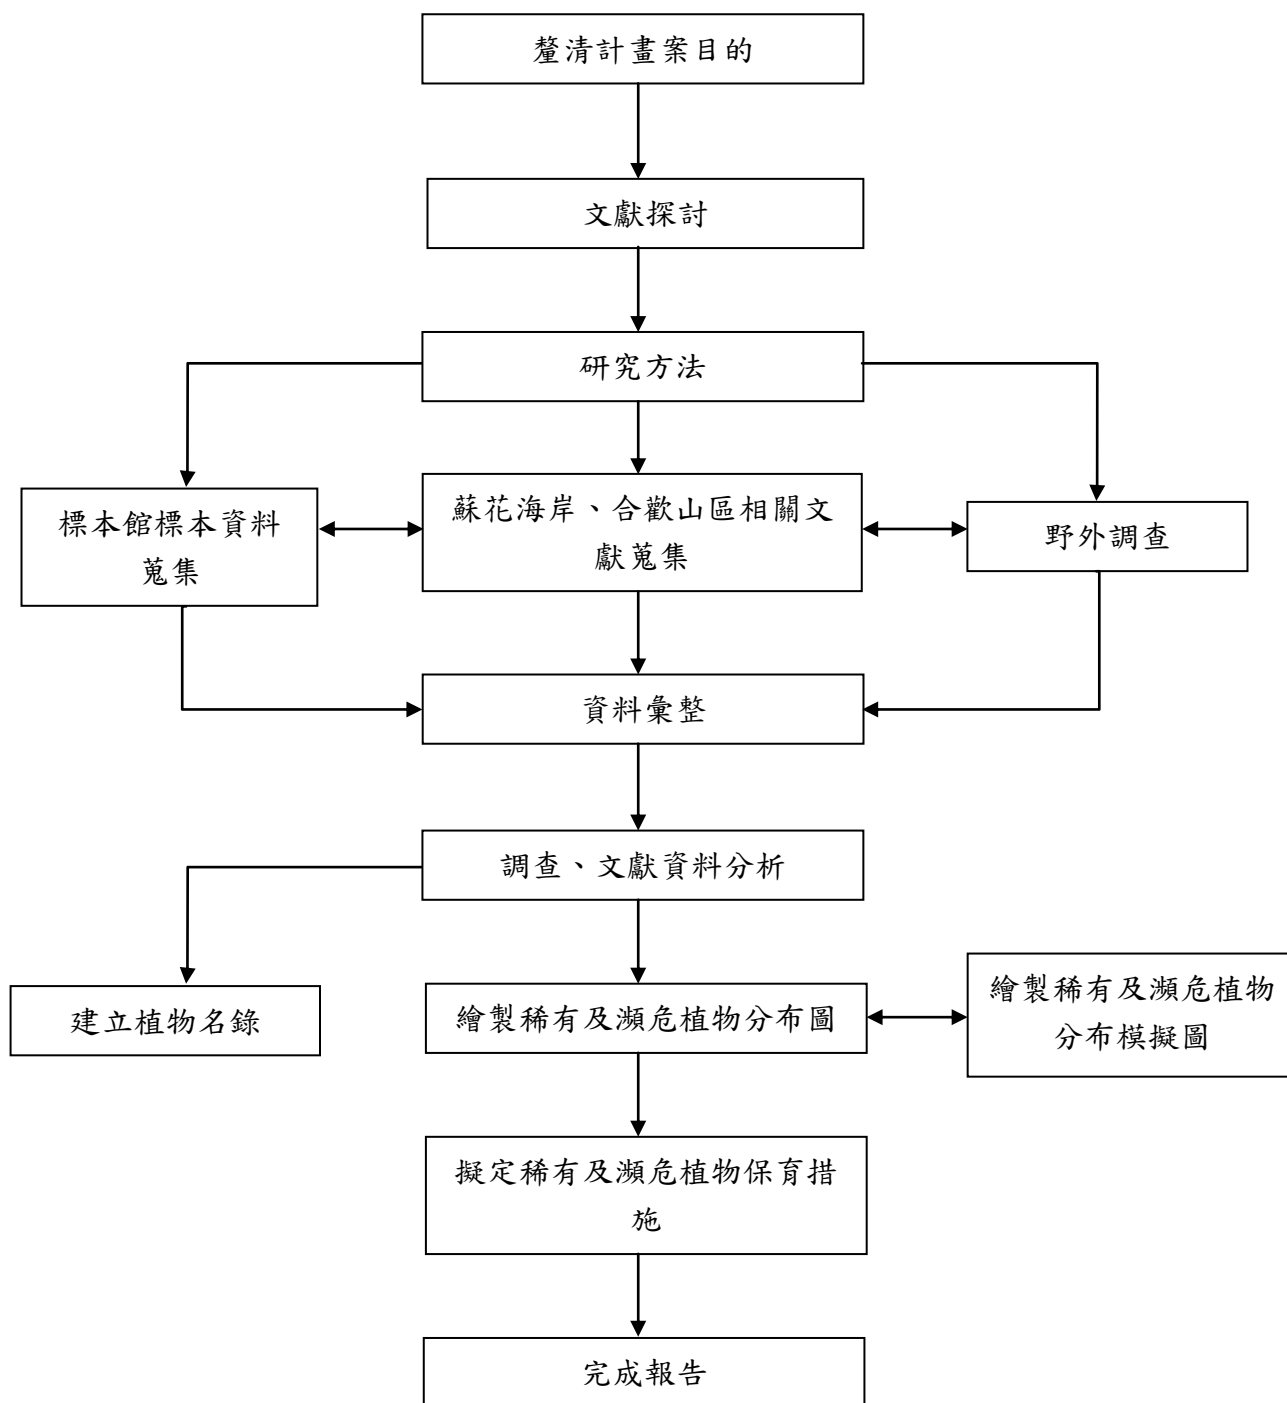 釐清計畫案目的
文獻探討
研究方法
標本館標本資料
蒐集
蘇花海岸、合歡山區相關文
獻蒐集
野外調查
資料彙整
調查、文獻資料分析
建立植物名錄
繪製稀有及瀕危植物分布圖
繪製稀有及瀕危植物
分布模擬圖
擬定稀有及瀕危植物保育措
施
完成報告